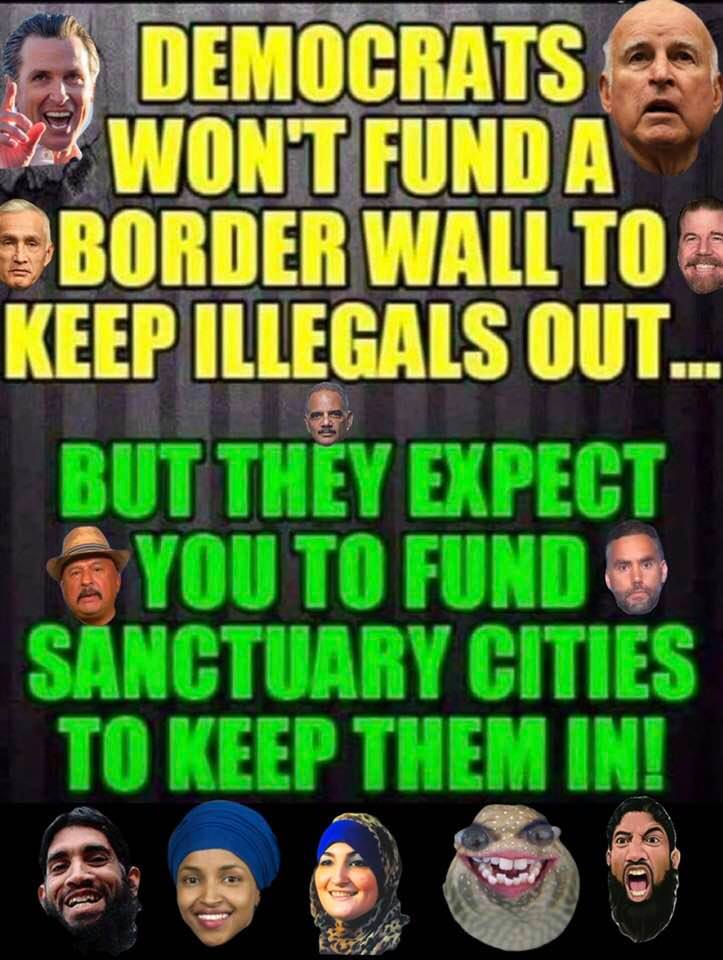 DEMOCRATS
WON'T FUND A
BORDER WALL TO
KEEP ILLEGALS OUT...
BUT THEY EXPECT
YOU TO FUND
SANCTUARY CITIES
TO KEEP THEM IN!